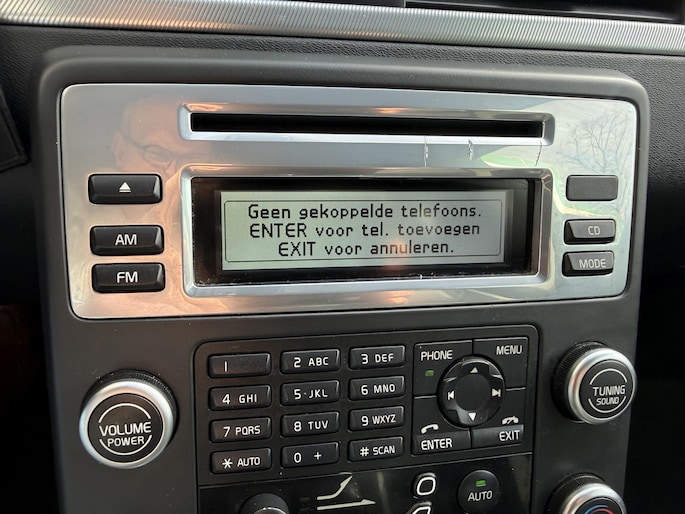 AM
FM
Geen gekoppelde telefoons.
ENTER voor tel. toevoegen
EXIT voor annuleren.
CD
MODE
VOLUME
POWER
1
2 ABC
3 DEF
4 GHI
5 JKL
6 MNO
7 PQRS
8 TUV
9 WXYZ
* AUTO
0 +
# SCAN
PHONE
MENU
ENTER
EXIT
TUNING
SOUND
AUTO